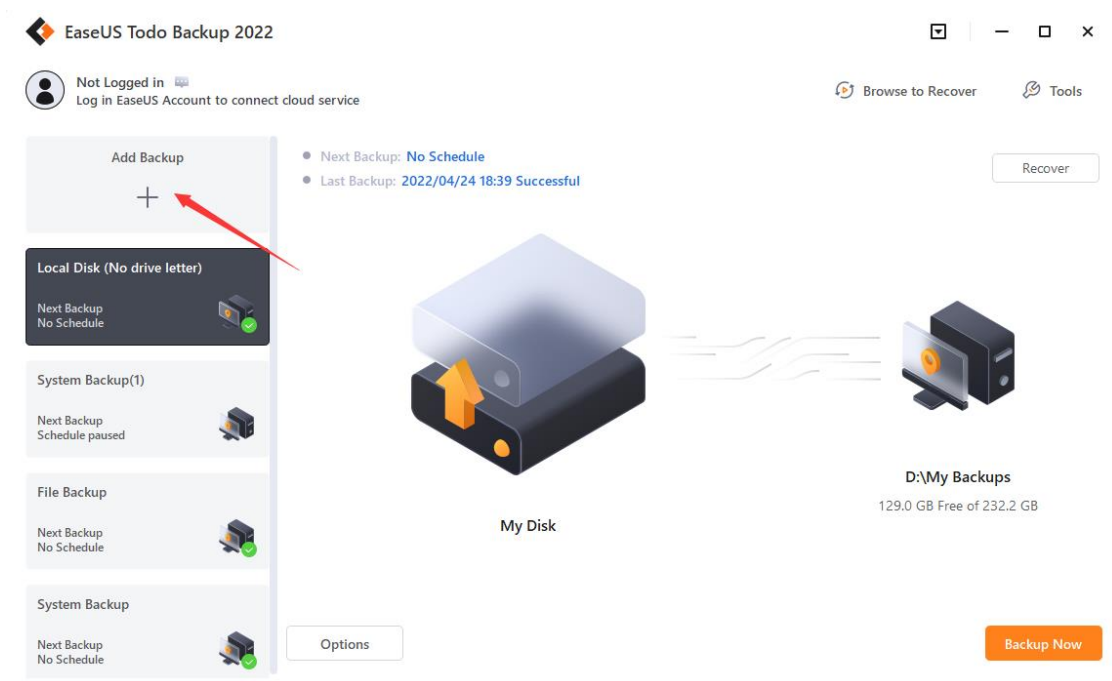 EaseUS Todo Backup 2022
Not Logged in
Log in EaseUS Account to connect cloud service
Browse to Recover
Tools
Add Backup
Next Backup: No Schedule
Last Backup: 2022/04/24 18:39 Successful
Recover
Local Disk (No drive letter)
Next Backup
No Schedule
System Backup(1)
Next Backup
Schedule paused
File Backup
Next Backup
No Schedule
System Backup
Next Backup
No Schedule
My Disk
D:\My Backups
129.0 GB Free of 232.2 GB
Options
Backup Now